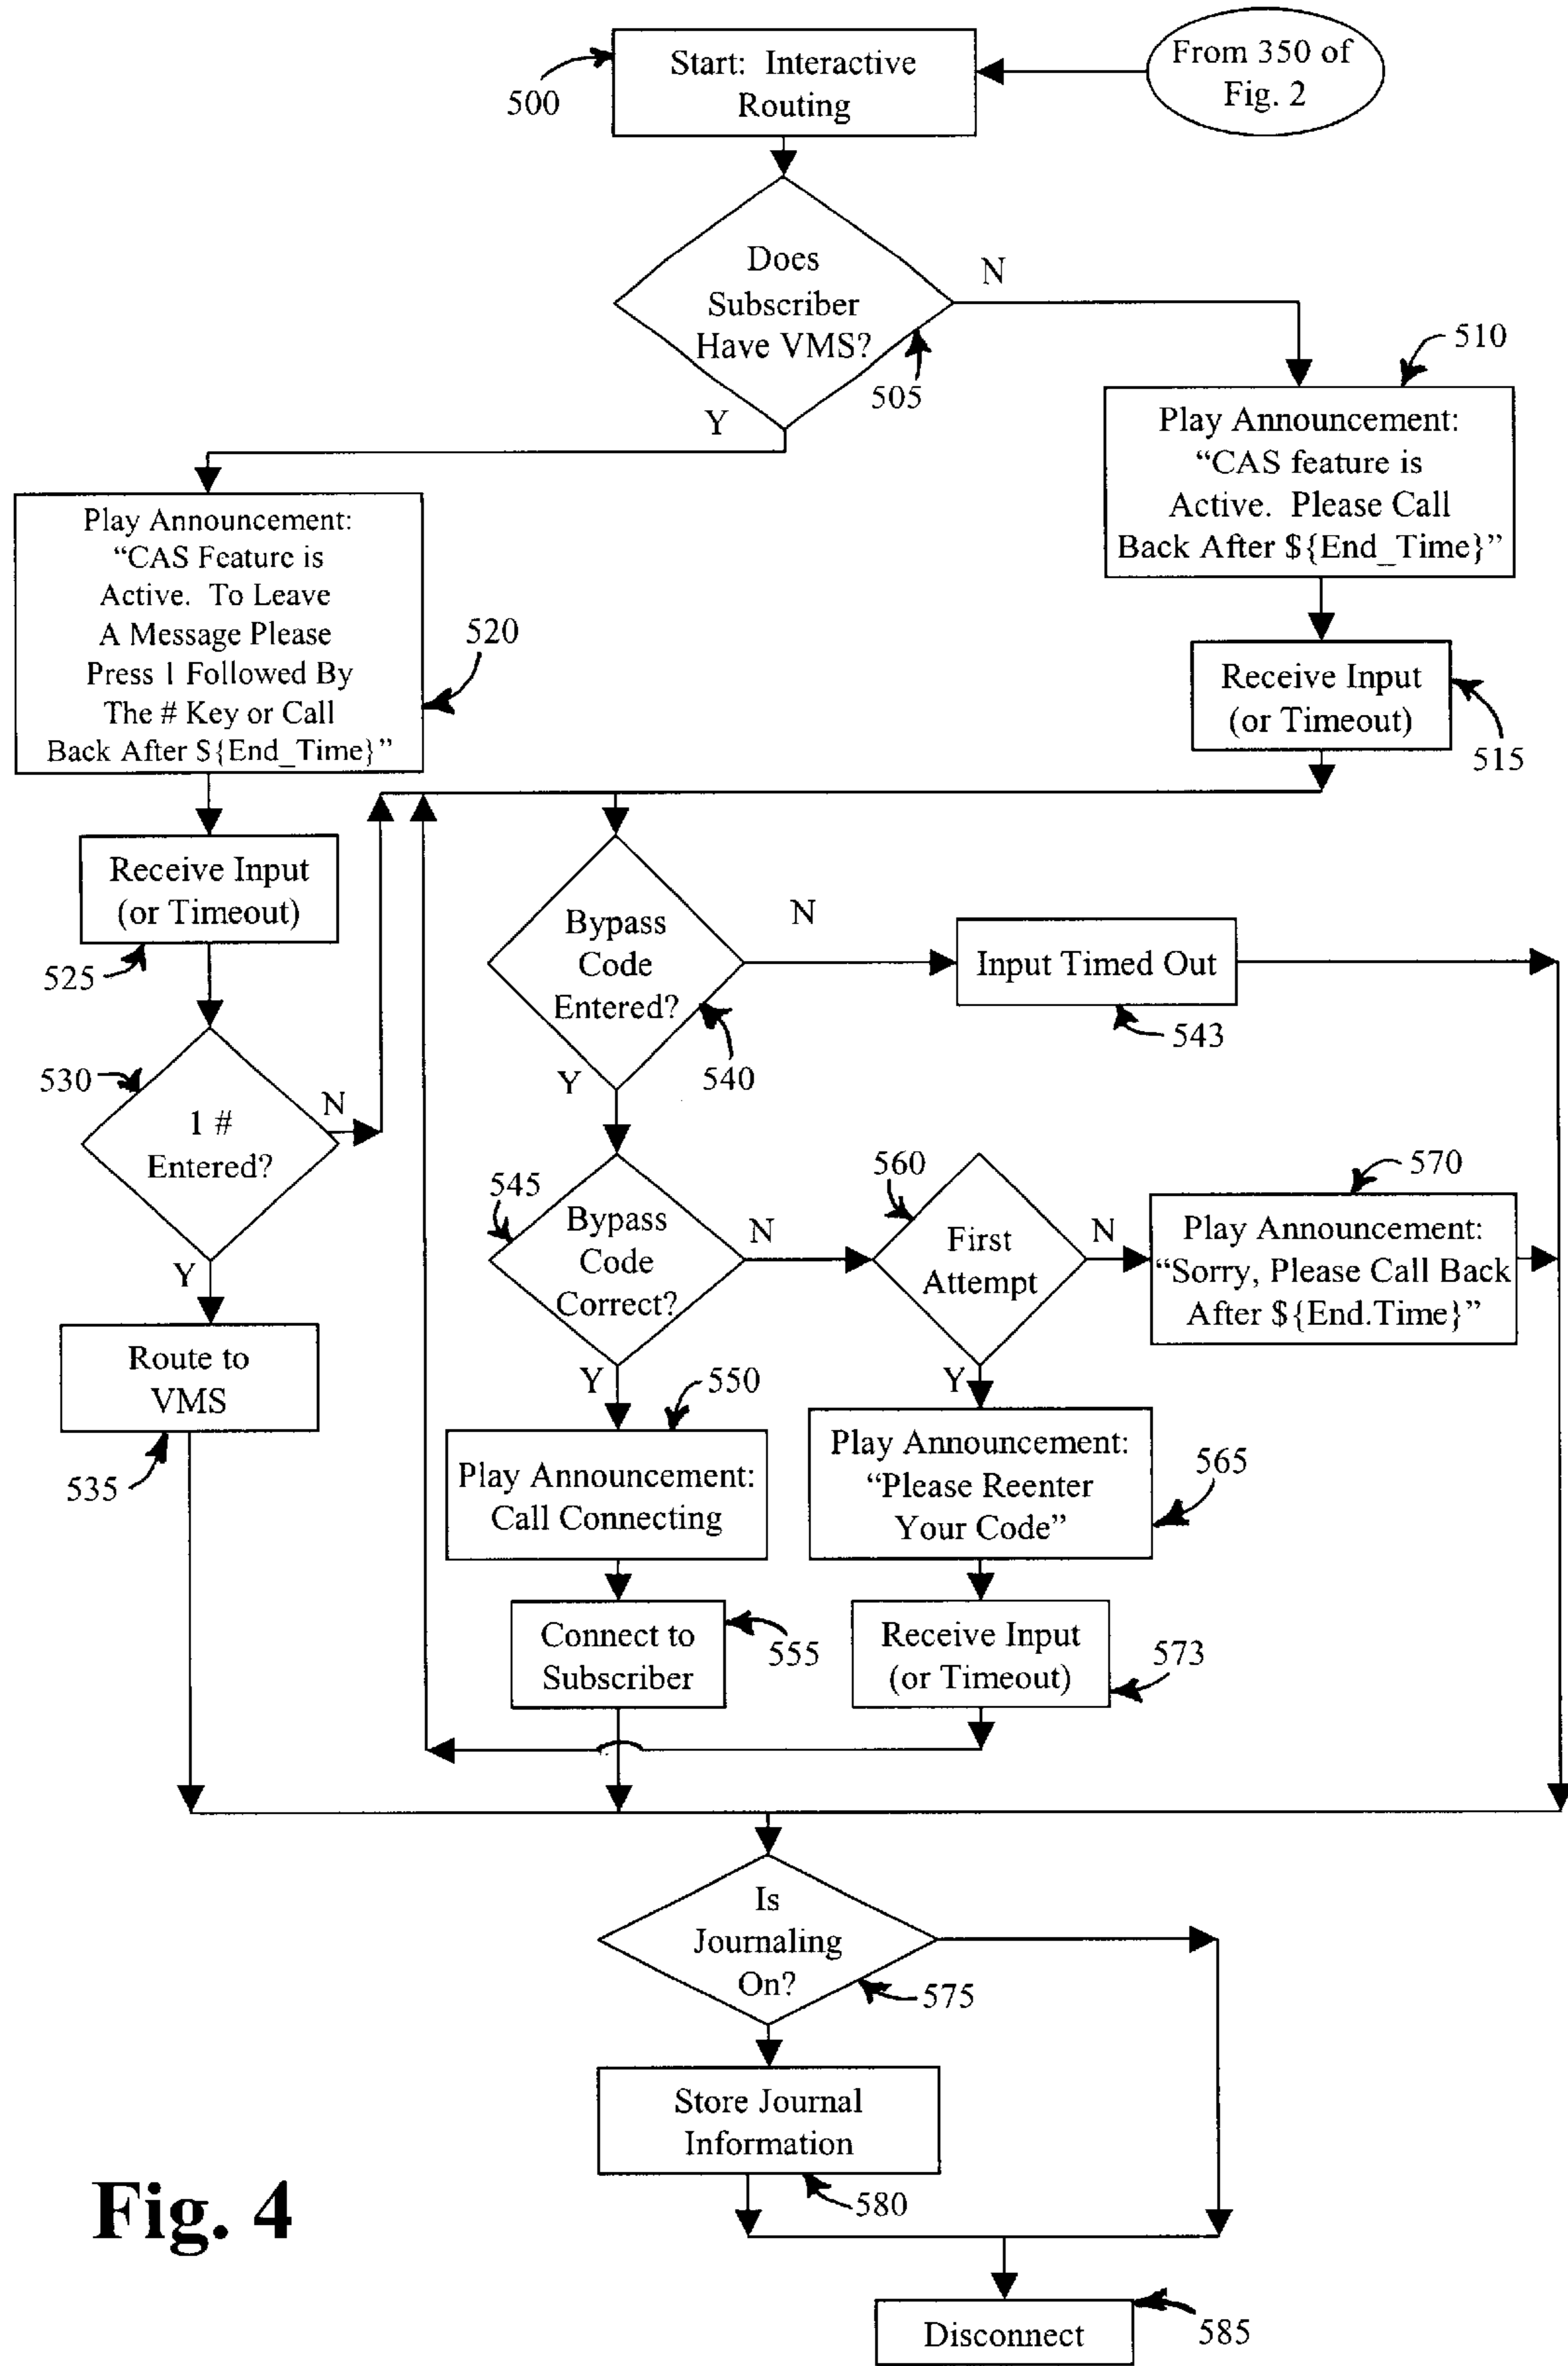 Start: Interactive
Routing
500
From 350 of
Fig. 2
Does
Subscriber
Have VMS?
505
N
Y
510
Play Announcement:
“CAS feature is
Active. Please Call
Back After ${End_Time}”
Play Announcement:
“CAS Feature is
Active. To Leave
A Message Please
Press 1 Followed By
The # Key or Call
Back After ${End_Time}”
520
Receive Input
(or Timeout)
515
Receive Input
(or Timeout)
525
Bypass
Code
Entered?
540
N
Y
Input Timed Out
543
530
1 #
Entered?
N
Y
545
Bypass
Code
Correct?
N
Y
560
First
Attempt
N
Y
570
Play Announcement:
“Sorry, Please Call Back
After ${End.Time}”
Route to
VMS
535
550
Play Announcement:
Call Connecting
Play Announcement:
“Please Reenter
Your Code”
565
Connect to
Subscriber
555
Receive Input
(or Timeout)
573
Is
Journaling
On?
575
Store Journal
Information
580
Fig. 4
Disconnect
585